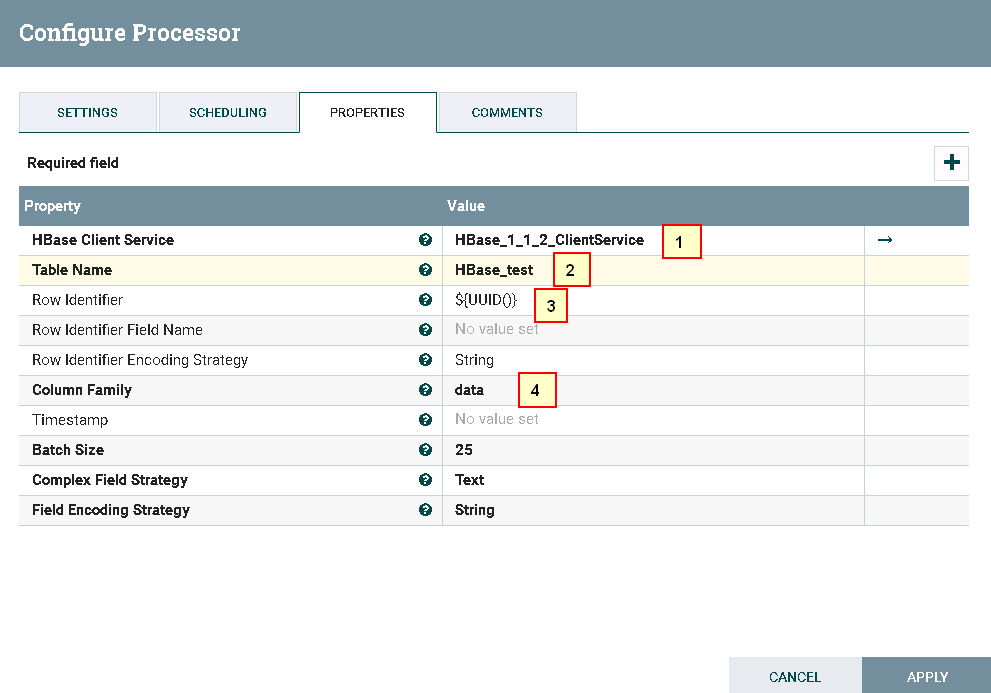 Configure Processor
SETTINGS SCHEDULING PROPERTIES COMMENTS
Required field
Property Value
HBase Client Service HBase_1_1_2_ClientService 1
Table Name HBase_test 2
Row Identifier ${UUID()} 3
Row Identifier Field Name No value set
Row Identifier Encoding Strategy String
Column Family data 4
Timestamp No value set
Batch Size 25
Complex Field Strategy Text
Field Encoding Strategy String
CANCEL APPLY